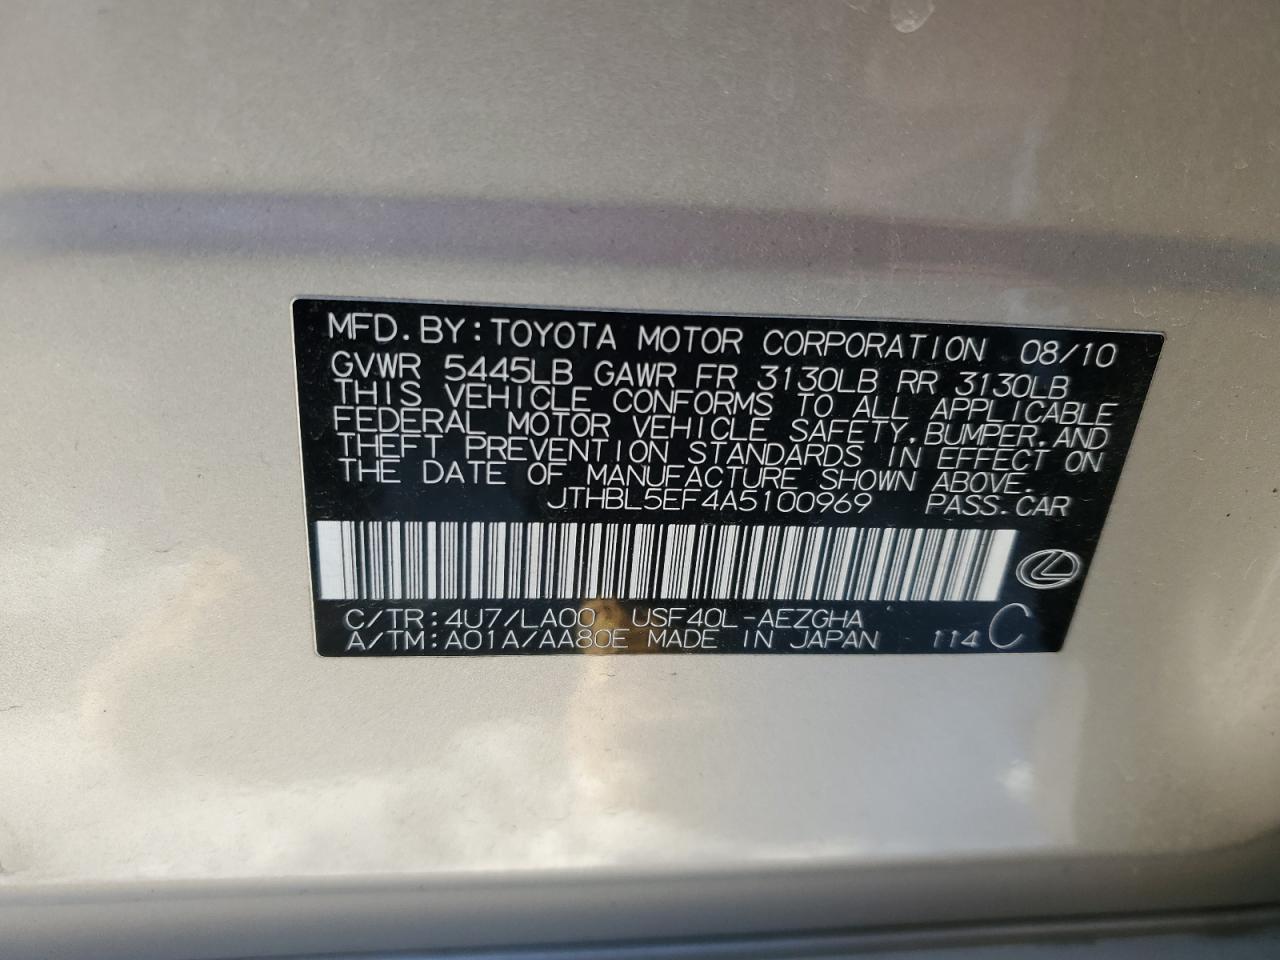 MFD. BY: TOYOTA MOTOR CORPORATION 08/10
GVWR 5445LB GAWR FR 3130LB RR 3130LB
THIS VEHICLE CONFORMS TO ALL APPLICABLE
FEDERAL MOTOR VEHICLE SAFETY, BUMPER, AND
THEFT PREVENTION STANDARDS IN EFFECT ON
THE DATE OF MANUFACTURE SHOWN ABOVE.
JTHBL5EF4A5100969 PASS. CAR
C/TR: 4U7/LA00 USF40L-AEZGHA
A/TM: A01A/AA80E MADE IN JAPAN 114 C